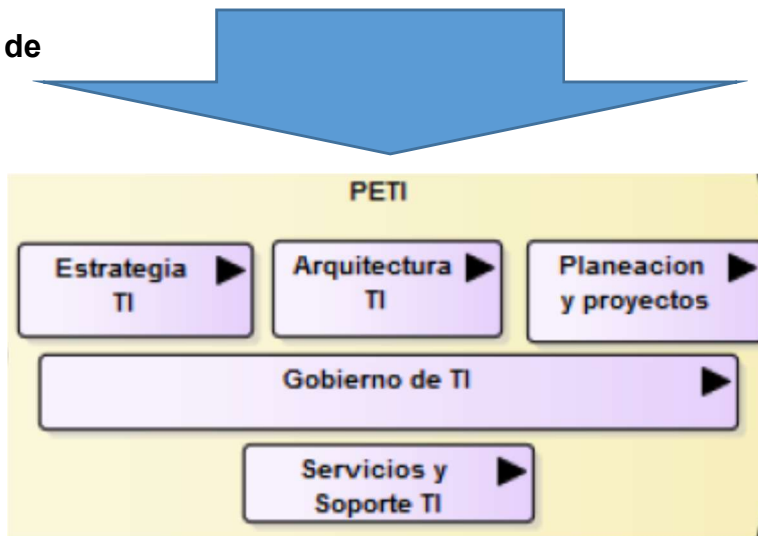 de
PETI
Estrategia
TI
Arquitectura
TI
Planeacion
y proyectos
Gobierno de TI
Servicios y
Soporte TI